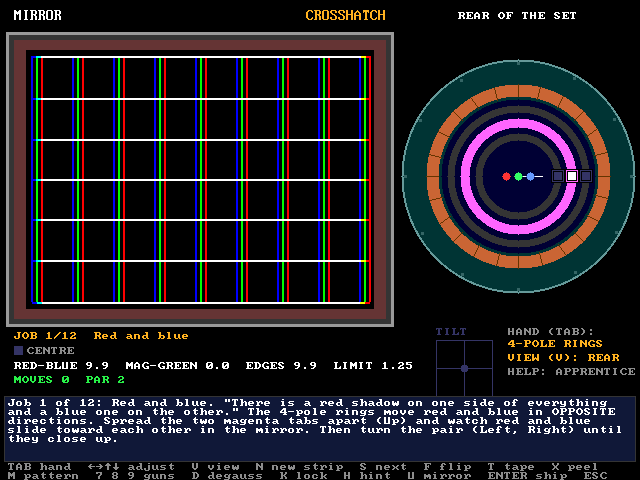 MIRROR CROSSHATCH REAR OF THE SET
JOB 1/12 Red and blue
CENTRE
RED-BLUE 9.9 MAG-GREEN 0.0 EDGES 9.9 LIMIT 1.25
MOVES 0 PAR 2
TILT
HAND (TAB):
4-POLE RINGS
VIEW (V): REAR
HELP: APPRENTICE
Job 1 of 12: Red and blue. "There is a red shadow on one side of everything
and a blue one on the other." The 4-pole rings move red and blue in OPPOSITE
directions. Spread the two magenta tabs apart (Up) and watch red and blue
slide toward each other in the mirror. Then turn the pair (Left, Right) until
they close up.
TAB hand ←→↑↓ adjust V view N new strip S next F flip T tape X peel
M pattern 7 8 9 guns D degauss K lock H hint U mirror ENTER ship ESC